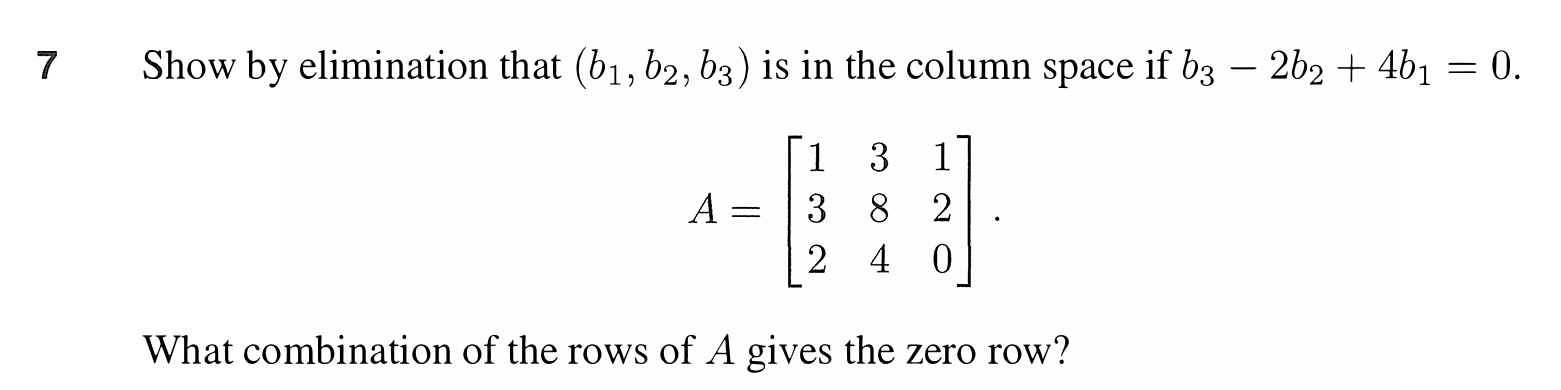 7 Show by elimination that (b₁, b₂, b₃) is in the column space if b₃ − 2b₂ + 4b₁ = 0.
A = [1 3 1
3 8 2
2 4 0].
What combination of the rows of A gives the zero row?